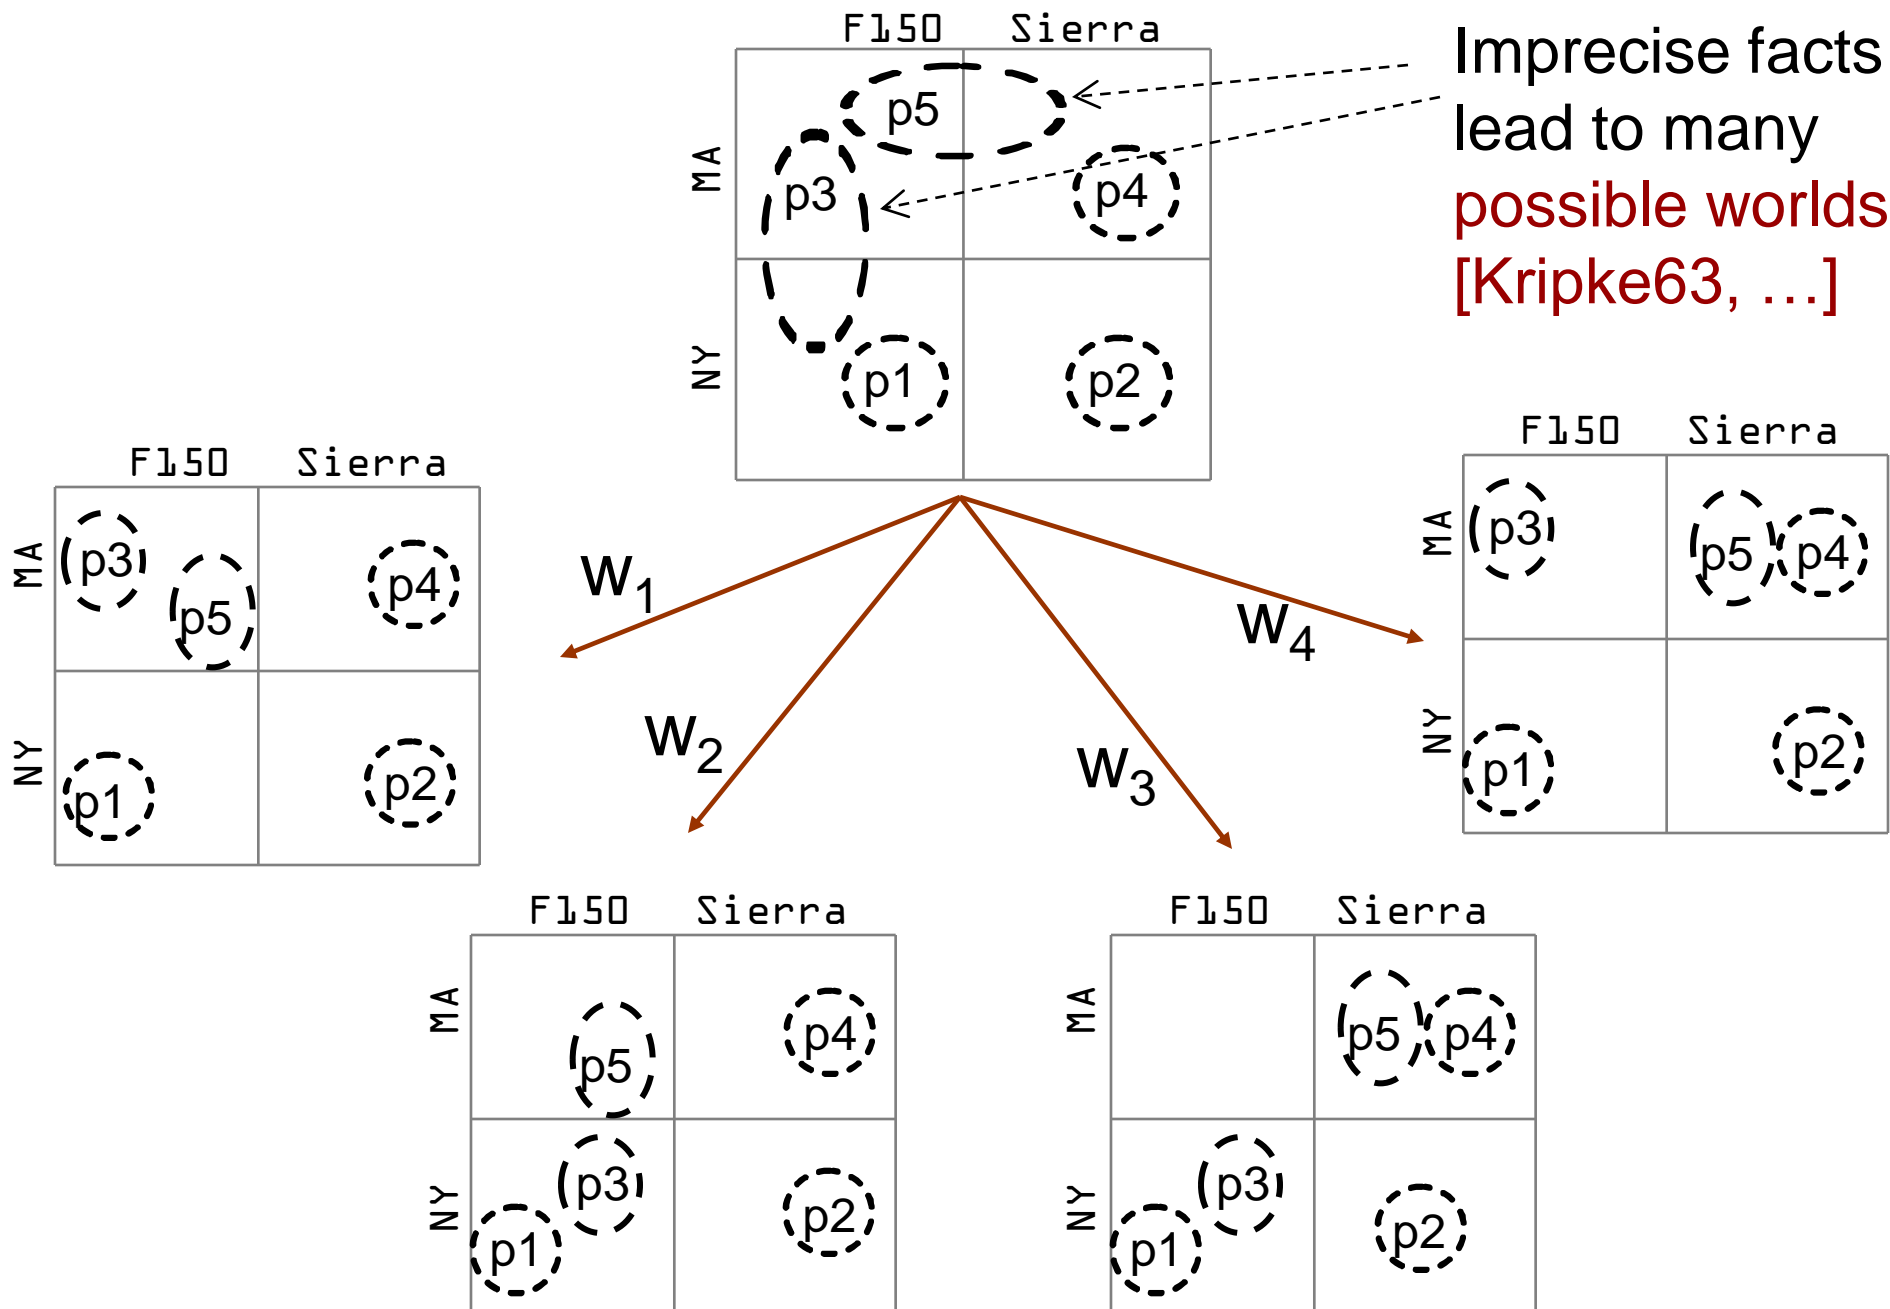 F150 Sierra
MA
NY
p5
p3
p4
p1
p2
Imprecise facts
lead to many
possible worlds
[Kripke63, …]
w1
w2
w3
w4
F150 Sierra
MA
NY
p3
p5
p4
p1
p2
F150 Sierra
MA
NY
p3
p5
p4
p1
p2
F150 Sierra
MA
NY
p5
p4
p3
p1
p2
F150 Sierra
MA
NY
p5
p4
p3
p1
p2